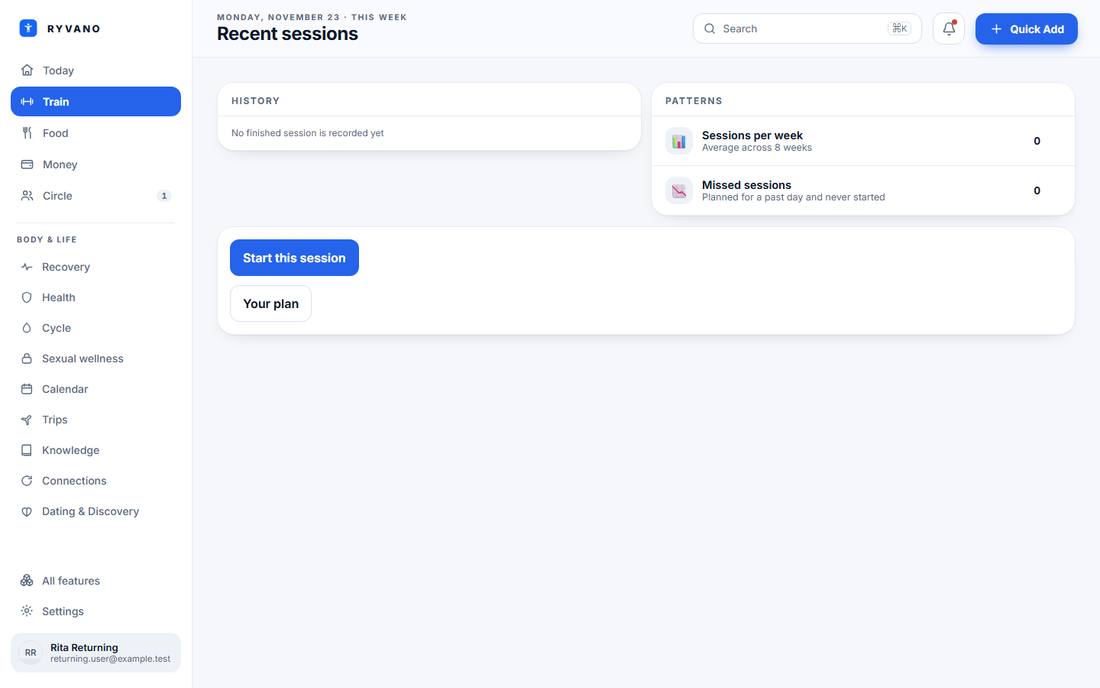 RYVANO
Today
Train
Food
Money
Circle
1
BODY & LIFE
Recovery
Health
Cycle
Sexual wellness
Calendar
Trips
Knowledge
Connections
Dating & Discovery
All features
Settings
RR
Rita Returning
returning.user@example.test
MONDAY, NOVEMBER 23 · THIS WEEK
Recent sessions
Search
⌘K
Quick Add
HISTORY
No finished session is recorded yet
PATTERNS
Sessions per week
Average across 8 weeks
0
Missed sessions
Planned for a past day and never started
0
Start this session
Your plan